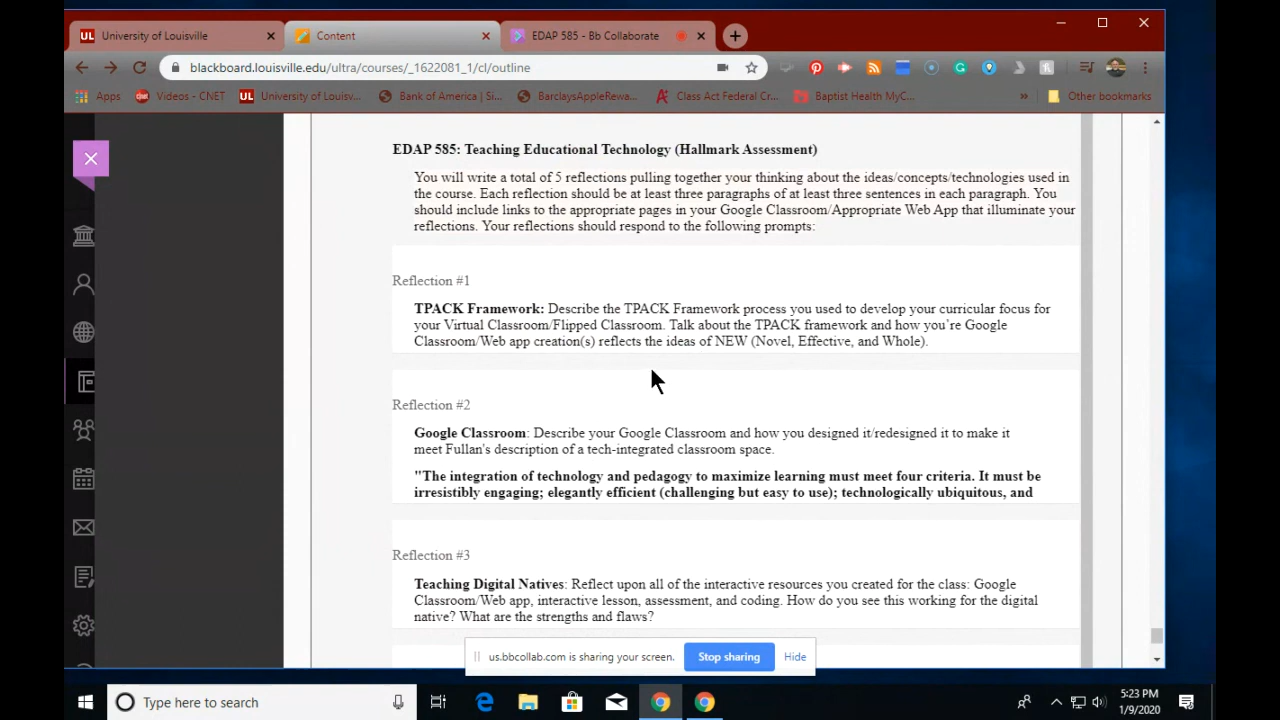 University of Louisville
Content
EDAP 585 - Bb Collaborate
blackboard.louisville.edu/ultra/courses/_1622081_1/cl/outline
Apps
Videos - CNET
University of Louisv...
Bank of America | Si...
BarclaysAppleRewa...
Class Act Federal Cr...
Baptist Health MyC...
»
Other bookmarks
EDAP 585: Teaching Educational Technology (Hallmark Assessment)
You will write a total of 5 reflections pulling together your thinking about the ideas/concepts/technologies used in
the course. Each reflection should be at least three paragraphs of at least three sentences in each paragraph. You
should include links to the appropriate pages in your Google Classroom/Appropriate Web App that illuminate your
reflections. Your reflections should respond to the following prompts:
Reflection #1
TPACK Framework: Describe the TPACK Framework process you used to develop your curricular focus for
your Virtual Classroom/Flipped Classroom. Talk about the TPACK framework and how you're Google
Classroom/Web app creation(s) reflects the ideas of NEW (Novel, Effective, and Whole).
Reflection #2
Google Classroom: Describe your Google Classroom and how you designed it/redesigned it to make it
meet Fullan's description of a tech-integrated classroom space.
"The integration of technology and pedagogy to maximize learning must meet four criteria. It must be
irresistibly engaging; elegantly efficient (challenging but easy to use); technologically ubiquitous, and
Reflection #3
Teaching Digital Natives: Reflect upon all of the interactive resources you created for the class: Google
Classroom/Web app, interactive lesson, assessment, and coding. How do you see this working for the digital
native? What are the strengths and flaws?
us.bbcollab.com is sharing your screen.
Stop sharing
Hide
Type here to search
5:23 PM
1/9/2020